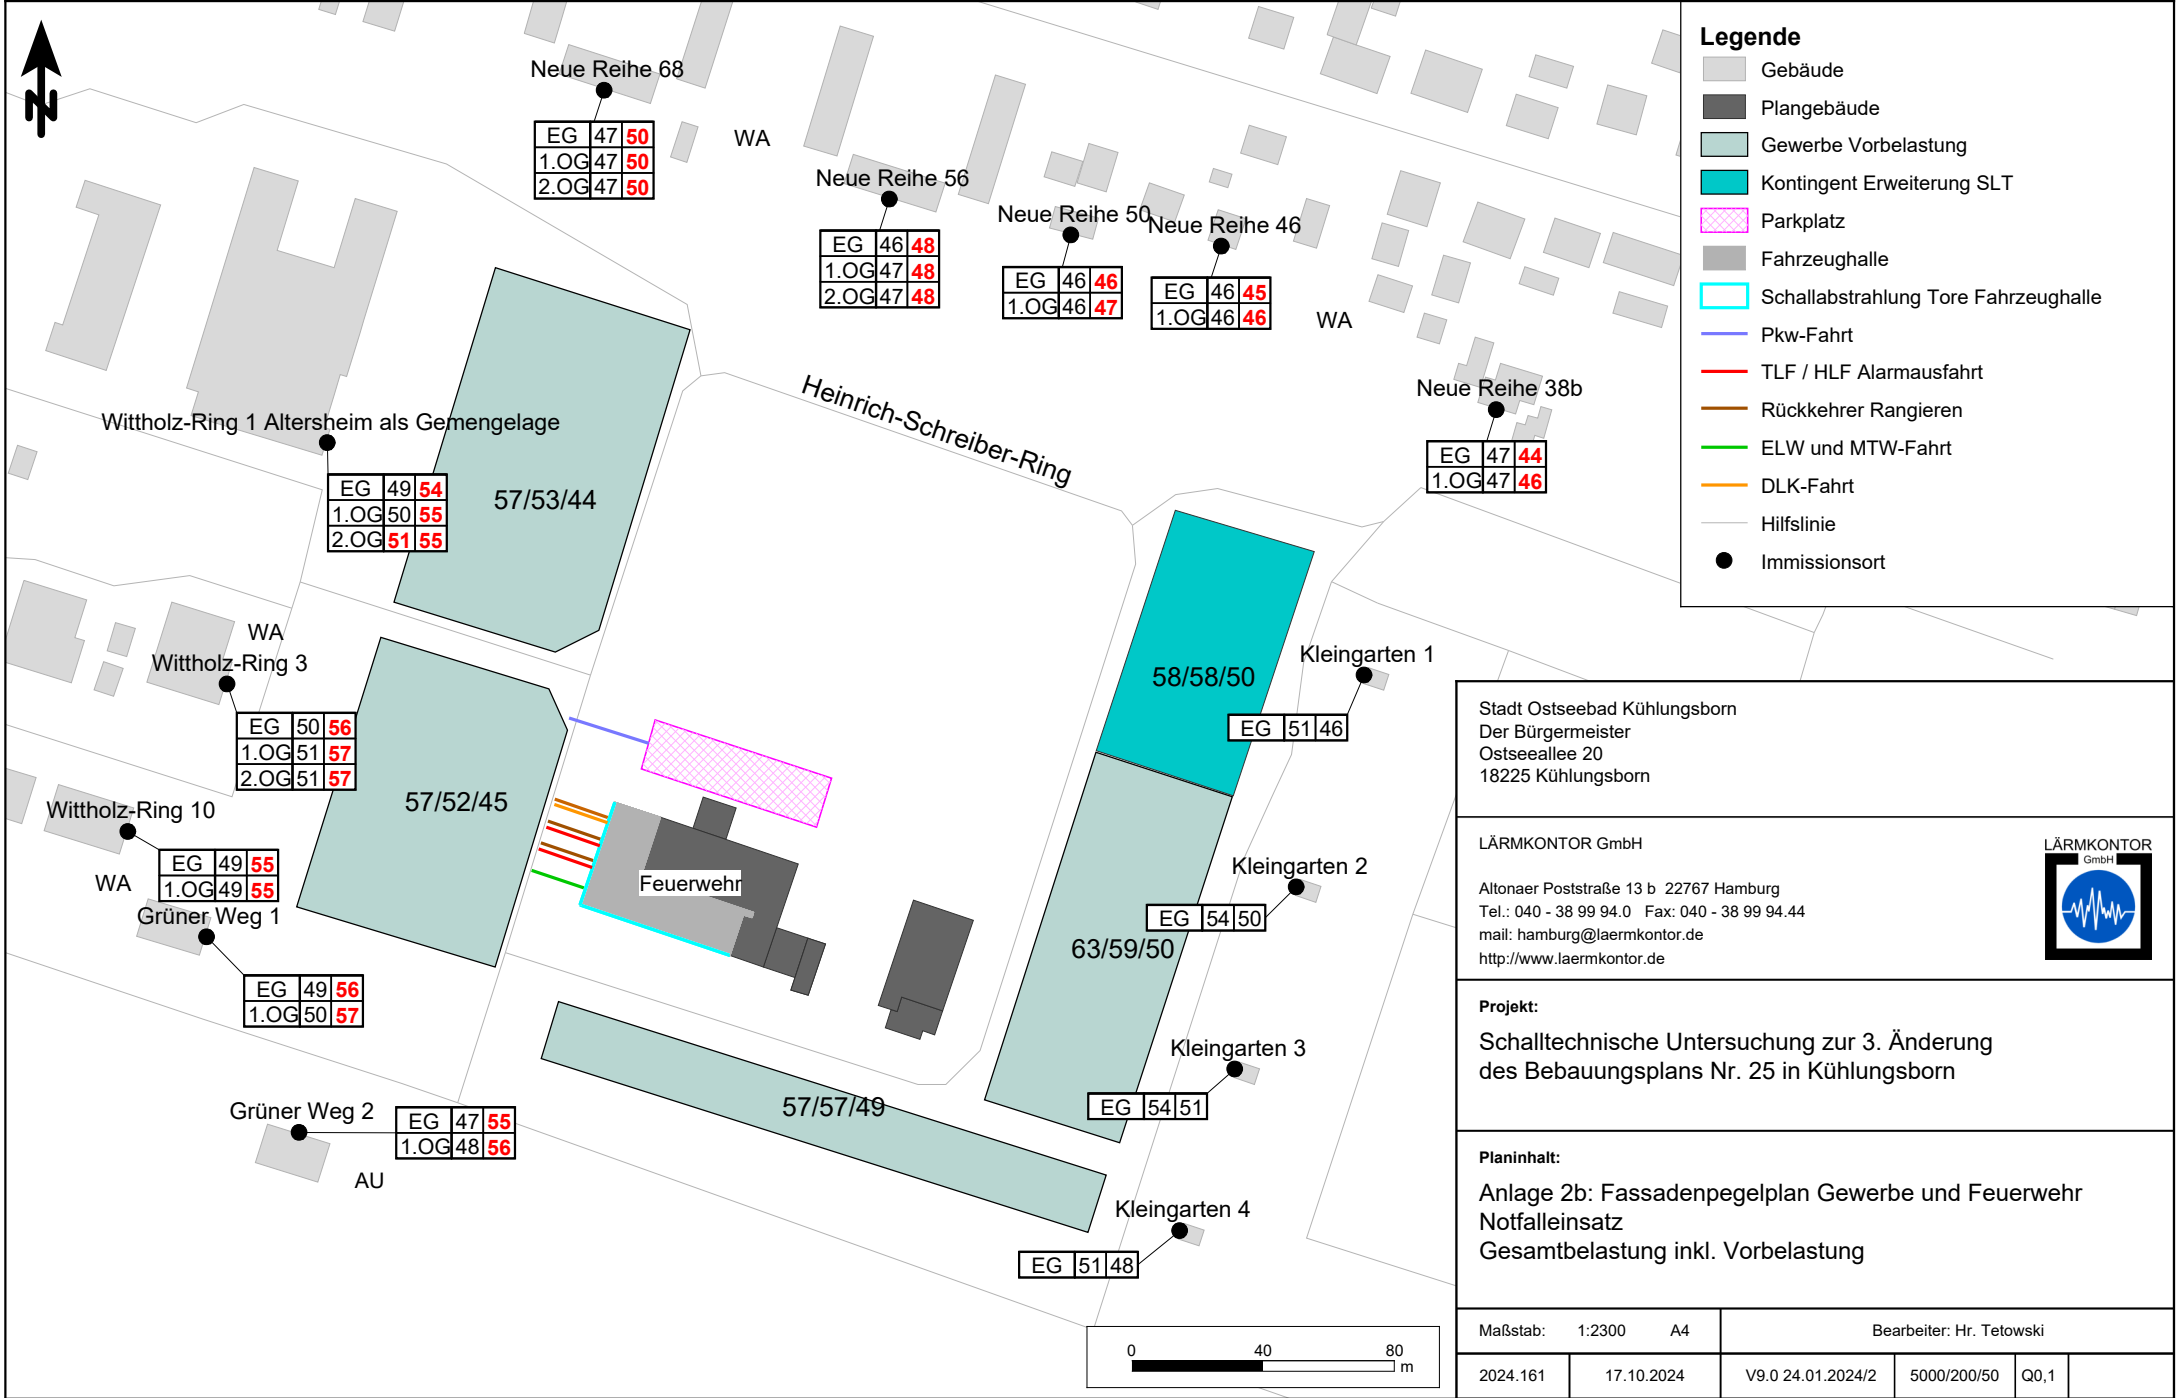 N
Neue Reihe 68
EG 47 50
1.OG 47 50
2.OG 47 50
WA
Neue Reihe 56
EG 46 48
1.OG 47 48
2.OG 47 48
Neue Reihe 50
EG 46 46
1.OG 46 47
Neue Reihe 46
EG 46 45
1.OG 46 46
WA
Neue Reihe 38b
EG 47 44
1.OG 47 46
Heinrich-Schreiber-Ring
Wittholz-Ring 1 Altersheim als Gemengelage
EG 49 54
1.OG 50 55
2.OG 51 55
57/53/44
WA
Wittholz-Ring 3
EG 50 56
1.OG 51 57
2.OG 51 57
57/52/45
Wittholz-Ring 10
EG 49 55
1.OG 49 55
WA
Grüner Weg 1
EG 49 56
1.OG 50 57
Grüner Weg 2
EG 47 55
1.OG 48 56
AU
Feuerwehr
58/58/50
Kleingarten 1
EG 51 46
Kleingarten 2
EG 54 50
63/59/50
Kleingarten 3
EG 54 51
57/57/49
Kleingarten 4
EG 51 48
0 40 80
m
Legende
Gebäude
Plangebäude
Gewerbe Vorbelastung
Kontingent Erweiterung SLT
Parkplatz
Fahrzeughalle
Schallabstrahlung Tore Fahrzeughalle
Pkw-Fahrt
TLF / HLF Alarmausfahrt
Rückkehrer Rangieren
ELW und MTW-Fahrt
DLK-Fahrt
Hilfslinie
Immissionsort
Stadt Ostseebad Kühlungsborn
Der Bürgermeister
Ostseeallee 20
18225 Kühlungsborn
LÄRMKONTOR GmbH
Altonaer Poststraße 13 b 22767 Hamburg
Tel.: 040 - 38 99 94.0 Fax: 040 - 38 99 94.44
mail: hamburg@laermkontor.de
http://www.laermkontor.de
LÄRMKONTOR
GmbH
Projekt:
Schalltechnische Untersuchung zur 3. Änderung
des Bebauungsplans Nr. 25 in Kühlungsborn
Planinhalt:
Anlage 2b: Fassadenpegelplan Gewerbe und Feuerwehr
Notfalleinsatz
Gesamtbelastung inkl. Vorbelastung
Maßstab: 1:2300 A4
Bearbeiter: Hr. Tetowski
2024.161 17.10.2024 V9.0 24.01.2024/2 5000/200/50 Q0,1